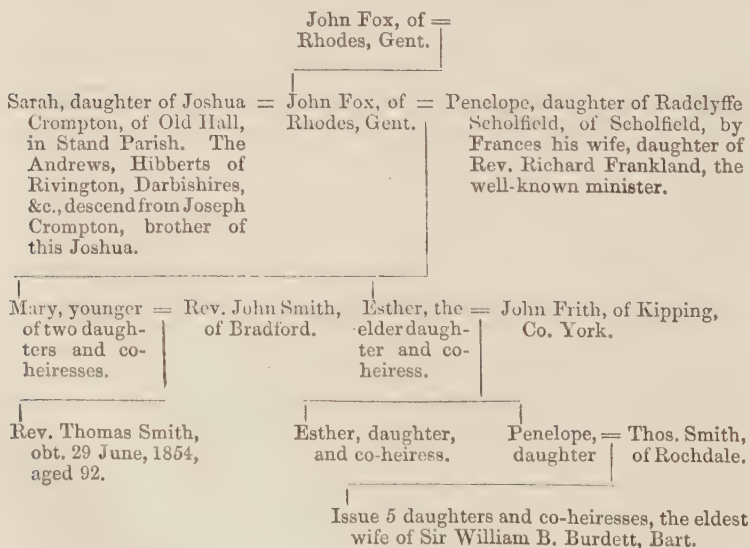 John Fox, of =
Rhodes, Gent.
Sarah, daughter of Joshua
Crompton, of Old Hall,
in Stand Parish. The
Andrews, Hibberts of
Rivington, Darbishires,
&c., descend from Joseph
Crompton, brother of
this Joshua.
= John Fox, of =
Rhodes, Gent.
Penelope, daughter of Radclyffe
Scholfield, of Scholfield, by
Frances his wife, daughter of
Rev. Richard Frankland, the
well-known minister.
Mary, younger
of two daugh-
ters and co-
heiresses.
= Rev. John Smith,
of Bradford.
Esther, the
elder daugh-
ter and co-
heiress.
= John Frith, of Kipping,
Co. York.
Rev. Thomas Smith,
obt. 29 June, 1854,
aged 92.
Esther, daughter,
and co-heiress.
Penelope,
daughter
= Thos. Smith,
of Rochdale.
Issue 5 daughters and co-heiresses, the eldest
wife of Sir William B. Burdett, Bart.